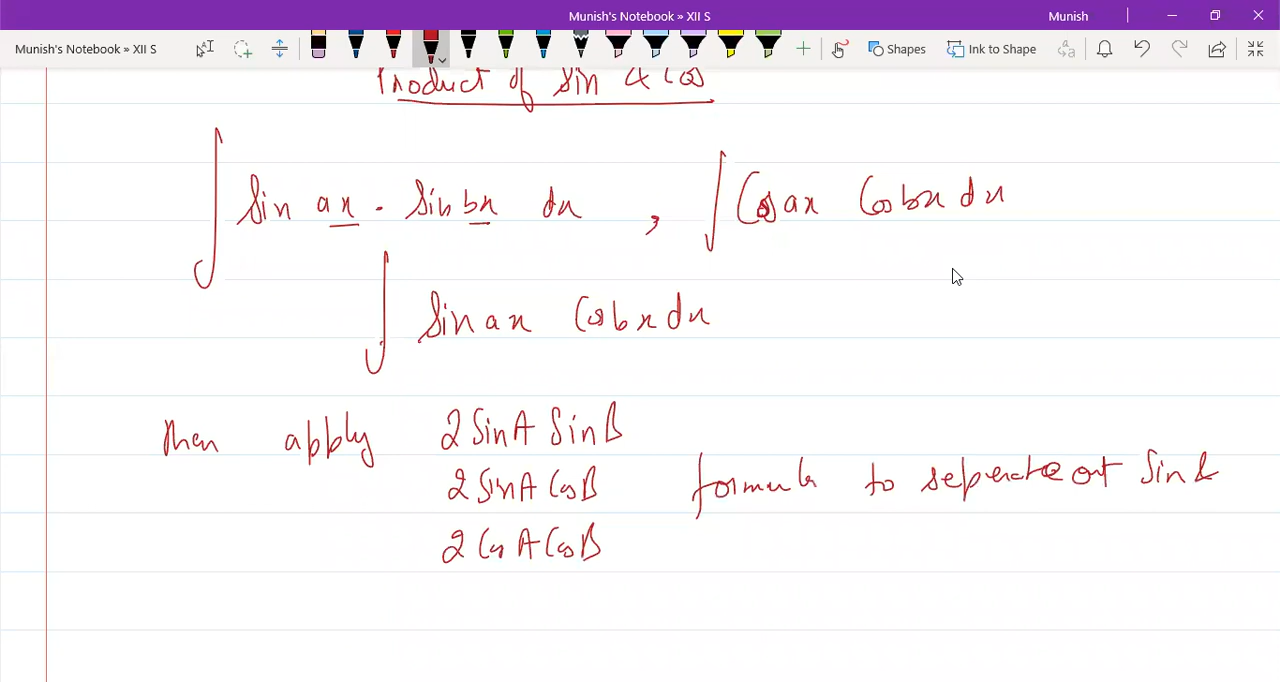 Munish's Notebook » XII S
Munish
Munish's Notebook » XII S
Shapes
Ink to Shape
Product of Sin & Cos
∫ Sin ax . Sin bx dx , ∫ Cos ax Cos bx dx
∫ Sin ax Cos bx dx
Then apply 2 Sin A Sin B
2 Sin A Cos B formula to seperate out Sin &
2 Cos A Cos B